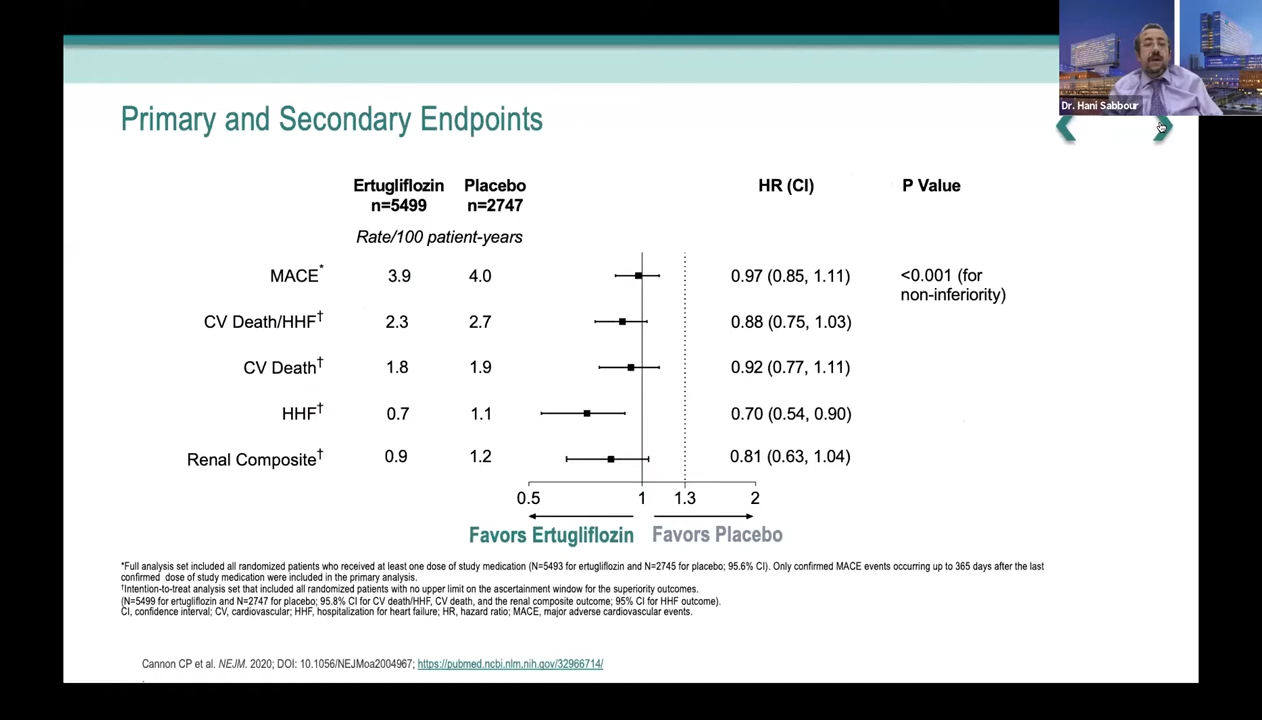 Dr. Hani Sabbour
Primary and Secondary Endpoints
Ertugliflozin Placebo HR (CI) P Value
n=5499 n=2747
Rate/100 patient-years
MACE* 3.9 4.0 0.97 (0.85, 1.11) <0.001 (for
non-inferiority)
CV Death/HHF† 2.3 2.7 0.88 (0.75, 1.03)
CV Death† 1.8 1.9 0.92 (0.77, 1.11)
HHF† 0.7 1.1 0.70 (0.54, 0.90)
Renal Composite† 0.9 1.2 0.81 (0.63, 1.04)
0.5 1 1.3 2
Favors Ertugliflozin Favors Placebo
*Full analysis set included all randomized patients who received at least one dose of study medication (N=5493 for ertugliflozin and N=2745 for placebo; 95.6% CI). Only confirmed MACE events occurring up to 365 days after the last
confirmed dose of study medication were included in the primary analysis.
†Intention-to-treat analysis set that included all randomized patients with no upper limit on the ascertainment window for the superiority outcomes.
(N=5499 for ertugliflozin and N=2747 for placebo; 95.8% CI for CV death/HHF, CV death, and the renal composite outcome; 95% CI for HHF outcome).
CI, confidence interval; CV, cardiovascular; HHF, hospitalization for heart failure; HR, hazard ratio; MACE, major adverse cardiovascular events.
Cannon CP et al. NEJM. 2020; DOI: 10.1056/NEJMoa2004967; https://pubmed.ncbi.nlm.nih.gov/32966714/